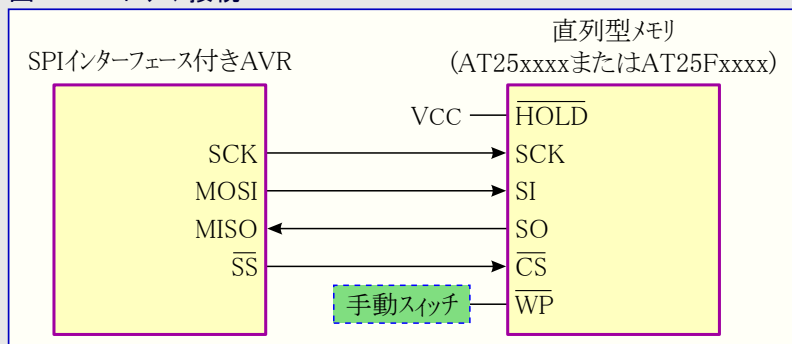 直列型メモリ
SPIインターフェース付きAVR
(AT25xxxxまたはAT25Fxxxx)
VCC
HOLD
SCK
SCK
MOSI
SI
MISO
SO
SS
CS
手動スイッチ
WP